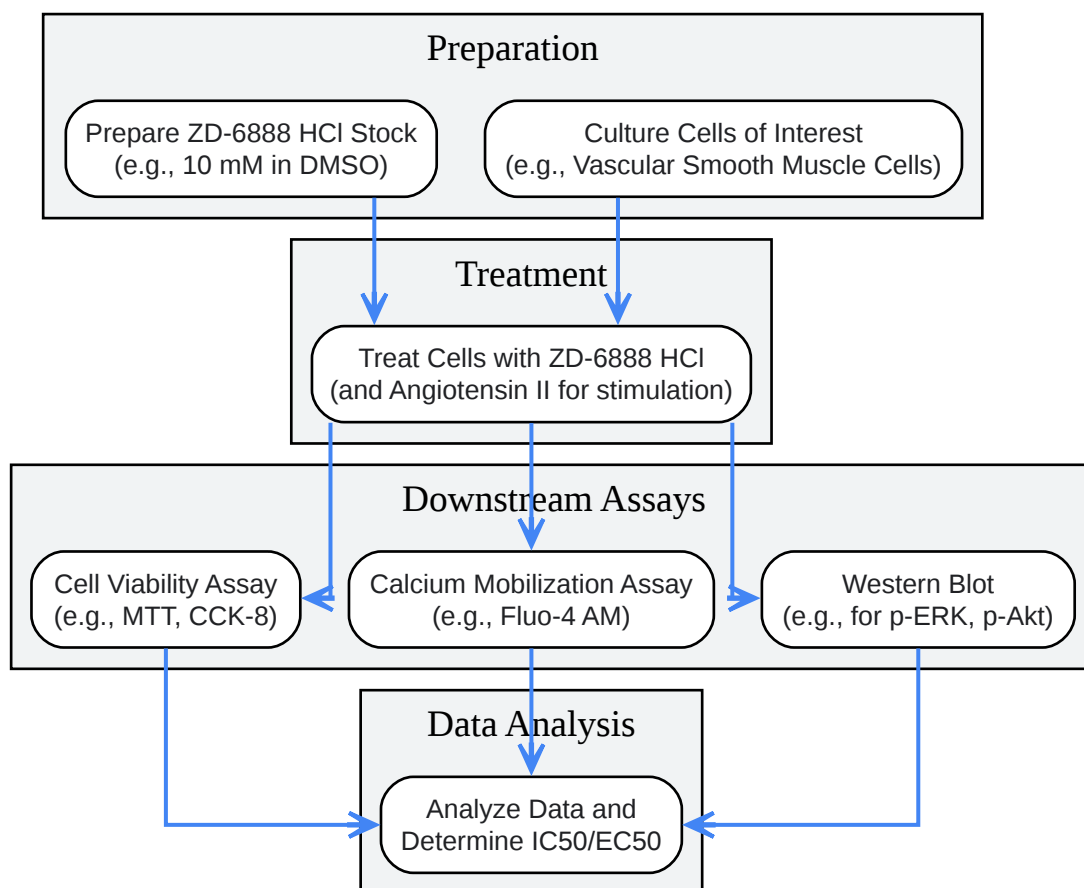 Preparation
Prepare ZD-6888 HCl Stock
(e.g., 10 mM in DMSO)
Culture Cells of Interest
(e.g., Vascular Smooth Muscle Cells)
Treatment
Treat Cells with ZD-6888 HCl
(and Angiotensin II for stimulation)
Downstream Assays
Cell Viability Assay
(e.g., MTT, CCK-8)
Calcium Mobilization Assay
(e.g., Fluo-4 AM)
Western Blot
(e.g., for p-ERK, p-Akt)
Data Analysis
Analyze Data and
Determine IC50/EC50